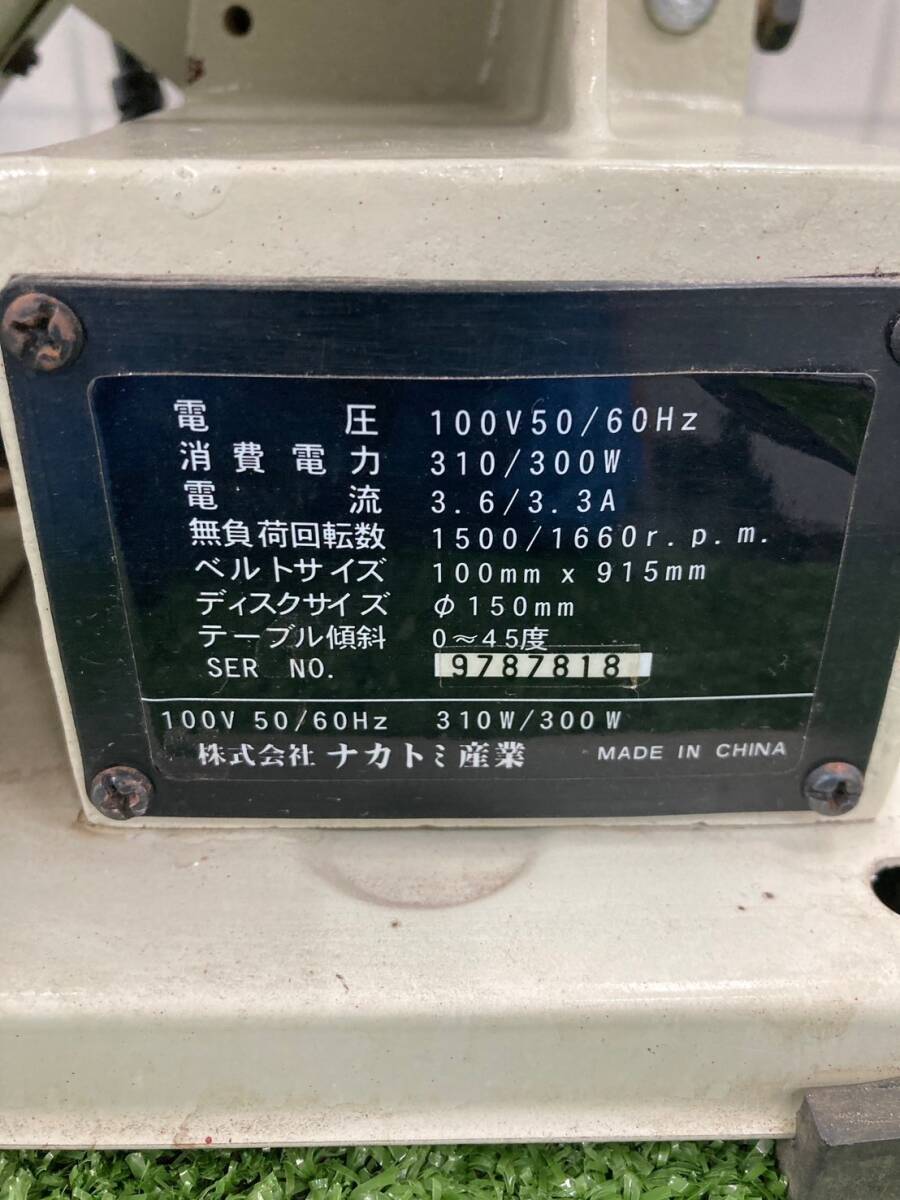 電圧 100V50/60Hz
消費電力 310/300W
電流 3.6/3.3A
無負荷回転数 1500/1660r.p.m.
ベルトサイズ 100mm x 915mm
ディスクサイズ φ150mm
テーブル傾斜 0～45度
SER NO. 9787818
100V 50/60Hz 310W/300W
株式会社 ナカトミ産業 MADE IN CHINA